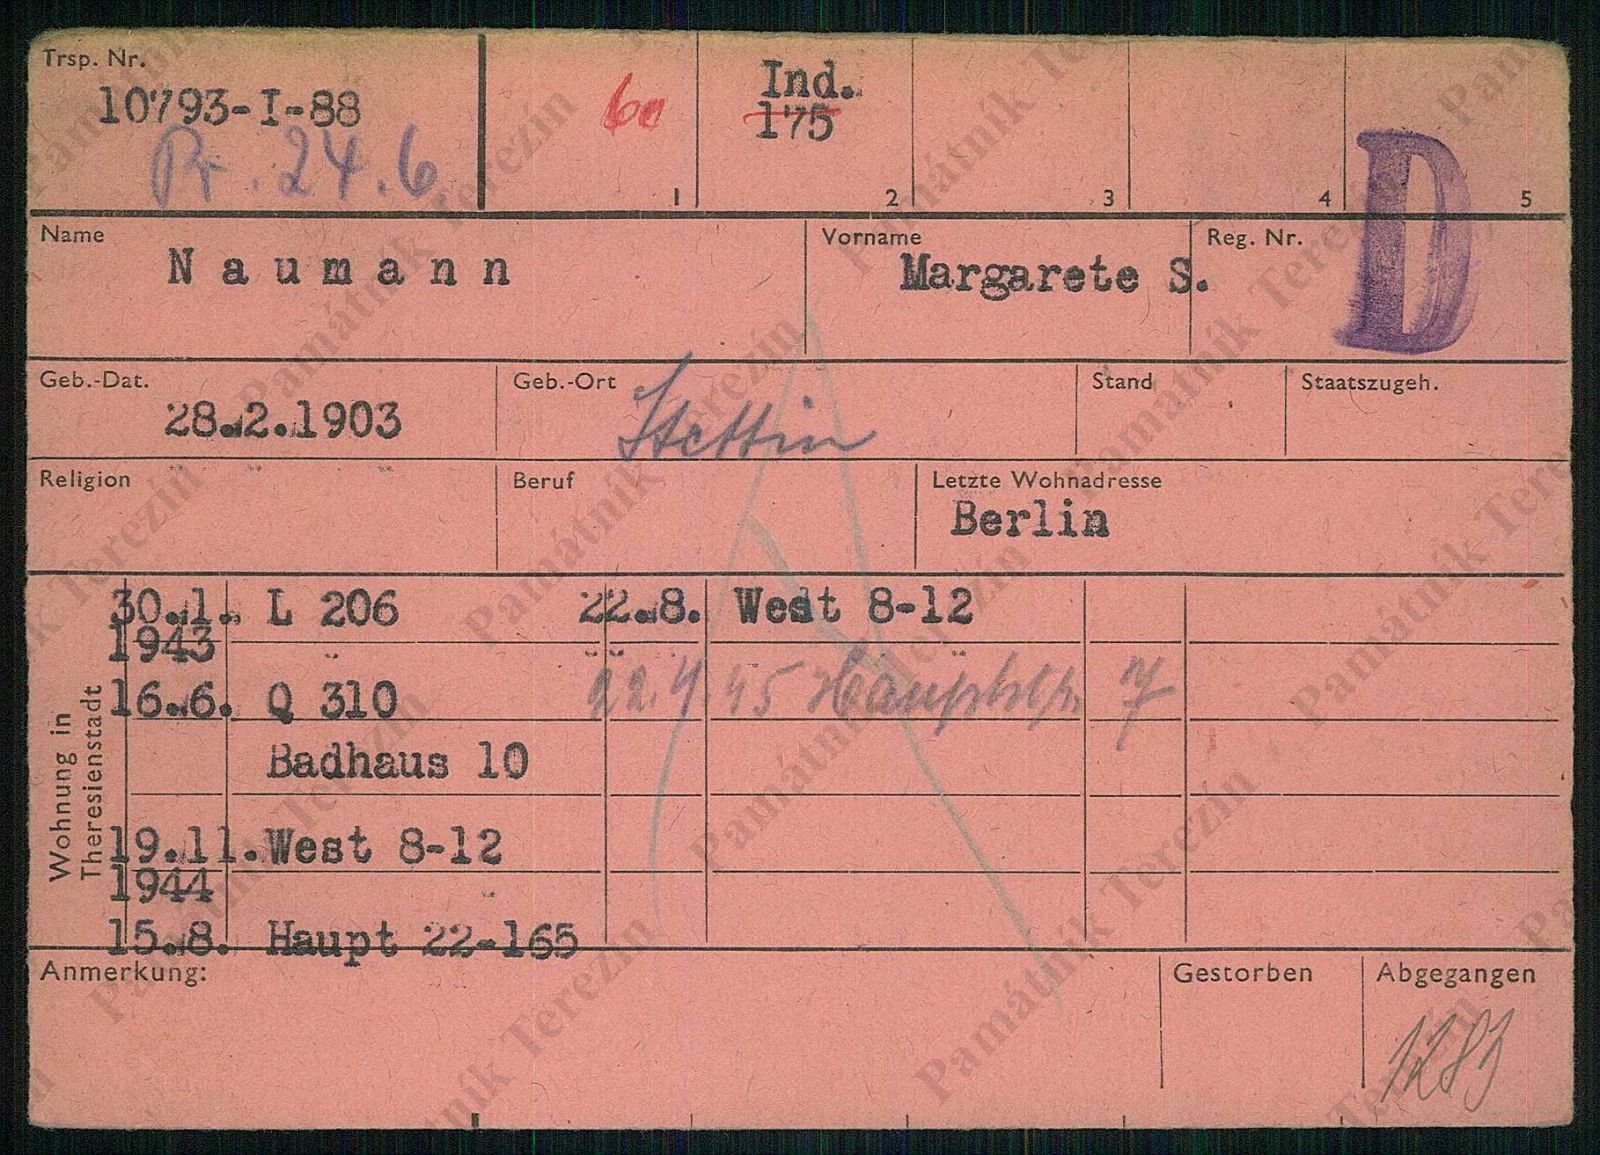 Trsp. Nr.
10793-I-88
Pr. 24.6.
1
Ind.
175
2
3
4
5
D
Name
Naumann
Vorname
Margarete S.
Reg. Nr.
Geb.-Dat.
28.2.1903
Geb.-Ort
Stettin
Stand
Staatszugeh.
Religion
Beruf
Letzte Wohnadresse
Berlin
Wohnung in
Theresienstadt
30.1. L 206
1943
16.6. Q 310
Badhaus 10
19.11. West 8-12
1944
15.8. Haupt 22-165
22.8. West 8-12
22.4.45 Hauptstr. 7
Anmerkung:
Gestorben
Abgegangen
Památník Terezín